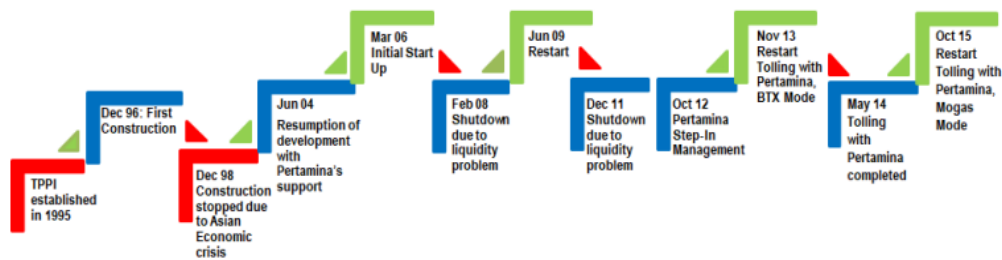 TPPI
established
in 1995
Dec 96: First
Construction
Dec 98
Construction
stopped due
to Asian
Economic
crisis
Jun 04
Resumption of
development
with
Pertamina's
support
Mar 06
Initial Start
Up
Feb 08
Shutdown
due to
liquidity
problem
Jun 09
Restart
Dec 11
Shutdown
due to
liquidity
problem
Oct 12
Pertamina
Step-In
Management
Nov 13
Restart
Tolling with
Pertamina,
BTX Mode
May 14
Tolling
with
Pertamina
completed
Oct 15
Restart
Tolling with
Pertamina,
Mogas
Mode